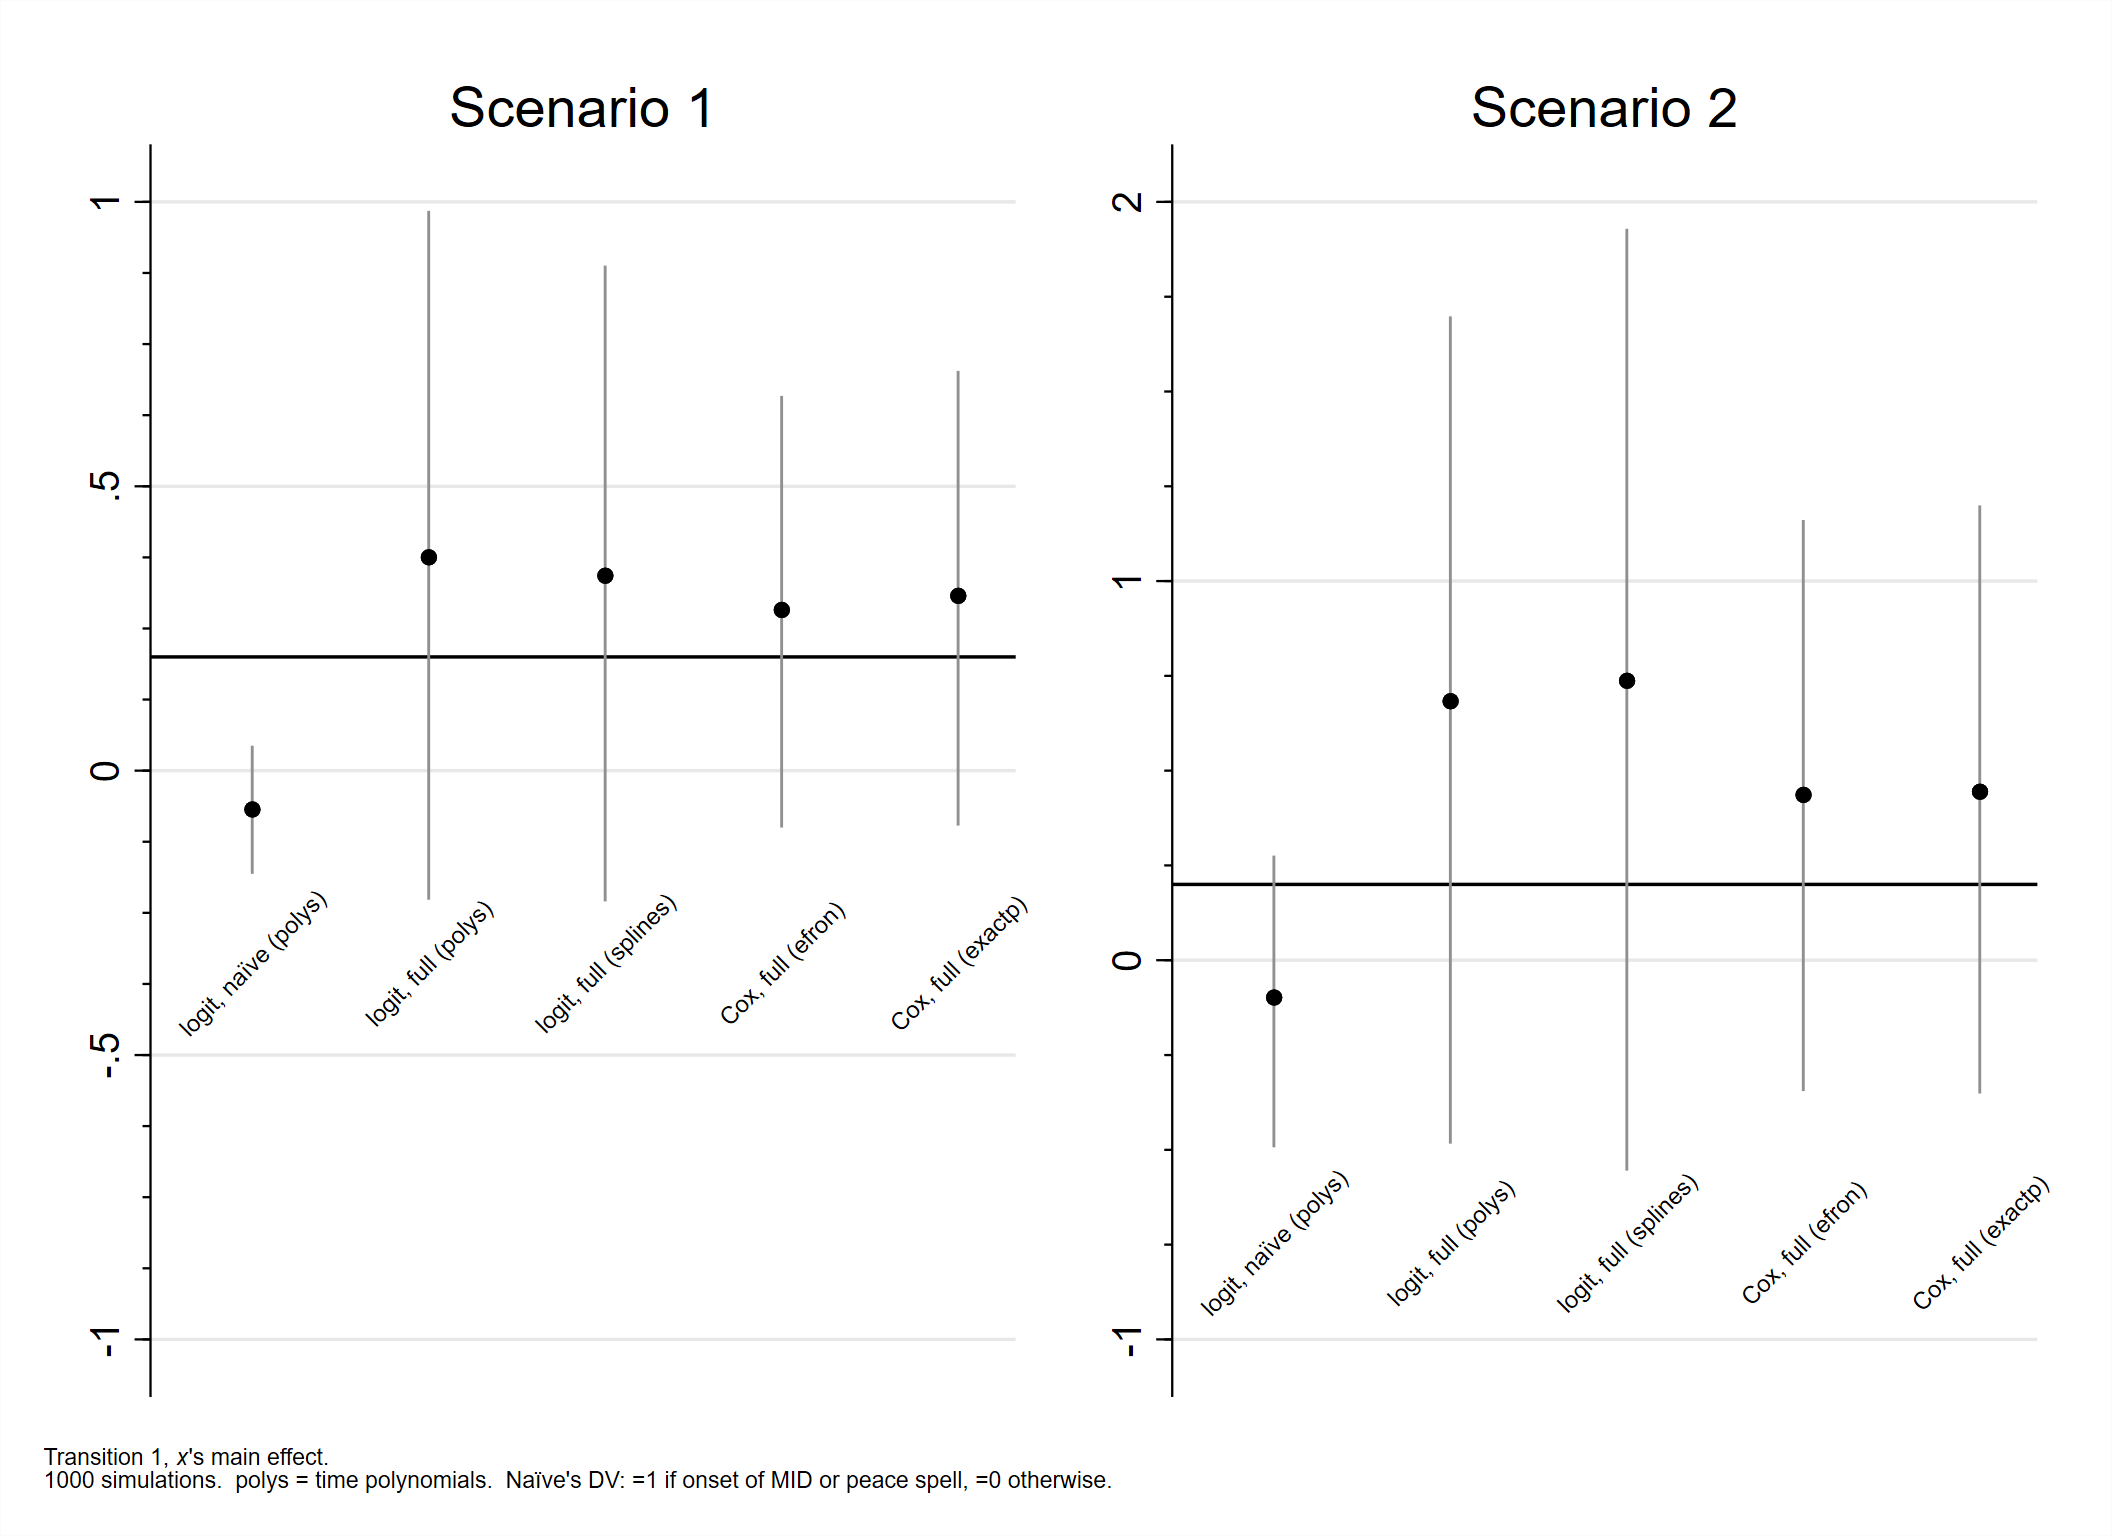 Scenario 1
1
.5
0
-.5
-1
logit, naïve (polys)
logit, full (polys)
logit, full (splines)
Cox, full (efron)
Cox, full (exactp)
Scenario 2
2
1
0
-1
logit, naïve (polys)
logit, full (polys)
logit, full (splines)
Cox, full (efron)
Cox, full (exactp)
Transition 1, x's main effect.
1000 simulations.  polys = time polynomials.  Naïve's DV: =1 if onset of MID or peace spell, =0 otherwise.